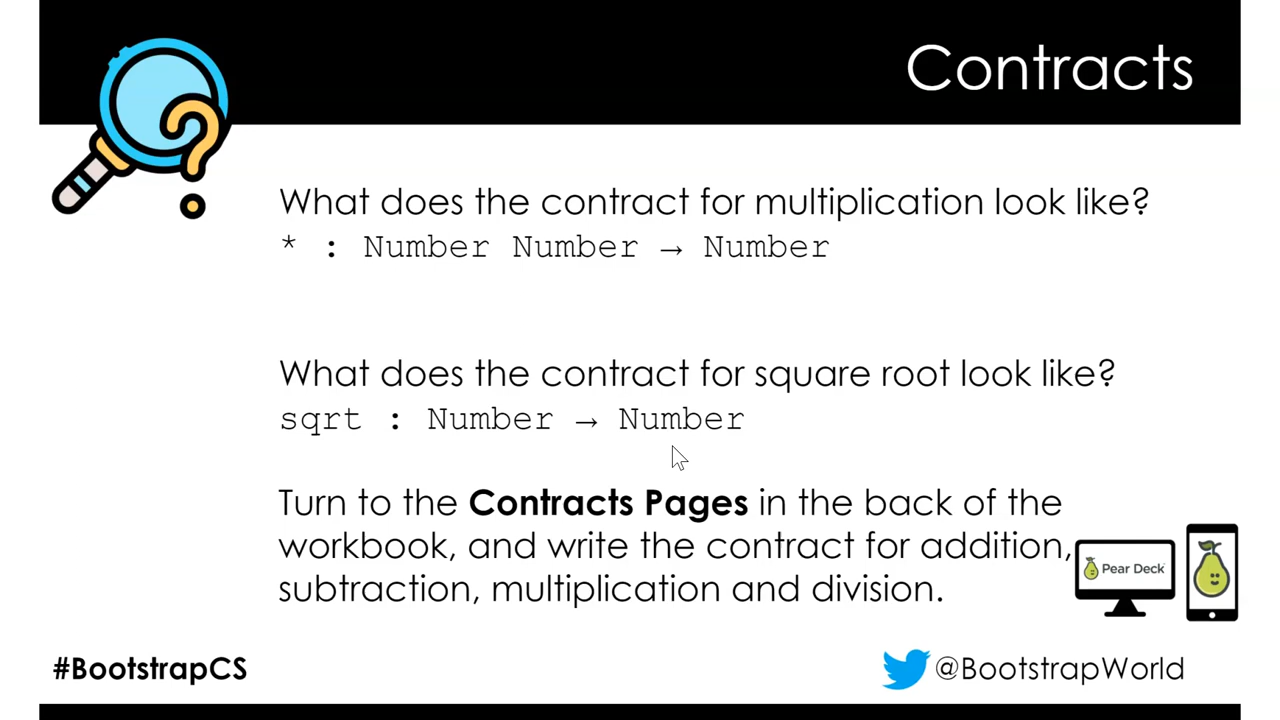 Contracts
What does the contract for multiplication look like?
* : Number Number → Number
What does the contract for square root look like?
sqrt : Number → Number
Turn to the Contracts Pages in the back of the
workbook, and write the contract for addition,
subtraction, multiplication and division.
Pear Deck
#BootstrapCS
@BootstrapWorld